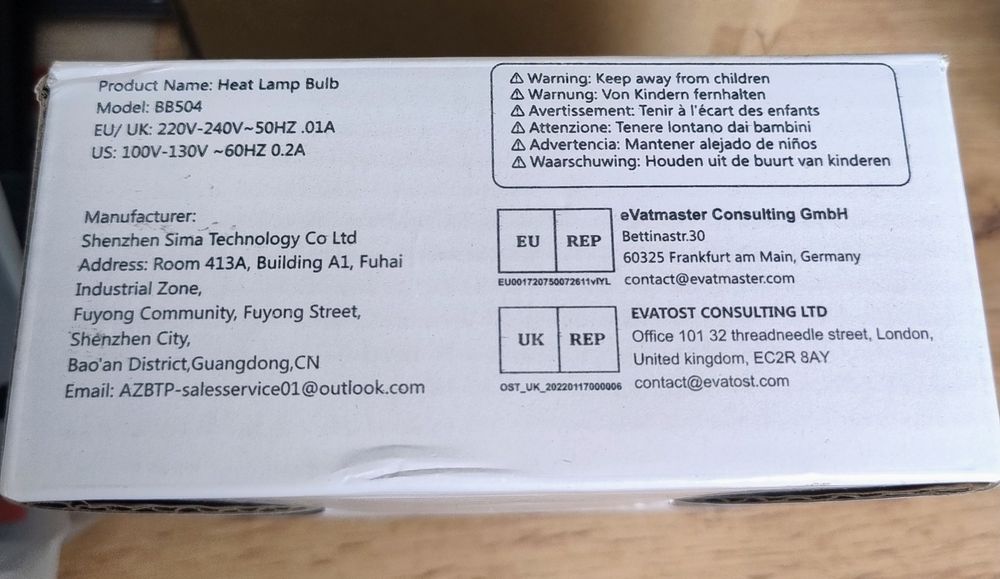 Product Name: Heat Lamp Bulb
Model: BB504
EU/ UK: 220V-240V~50HZ .01A
US: 100V-130V ~60HZ 0.2A
⚠ Warning: Keep away from children
⚠ Warnung: Von Kindern fernhalten
⚠ Avertissement: Tenir à l'écart des enfants
⚠ Attenzione: Tenere lontano dai bambini
⚠ Advertencia: Mantener alejado de niños
⚠ Waarschuwing: Houden uit de buurt van kinderen
Manufacturer:
Shenzhen Sima Technology Co Ltd
Address: Room 413A, Building A1, Fuhai
Industrial Zone,
Fuyong Community, Fuyong Street,
Shenzhen City,
Bao'an District,Guangdong,CN
Email: AZBTP-salesservice01@outlook.com
EU REP
EU001720750072611vlYL
eVatmaster Consulting GmbH
Bettinastr.30
60325 Frankfurt am Main, Germany
contact@evatmaster.com
UK REP
OST_UK_20220117000006
EVATOST CONSULTING LTD
Office 101 32 threadneedle street, London,
United kingdom, EC2R 8AY
contact@evatost.com